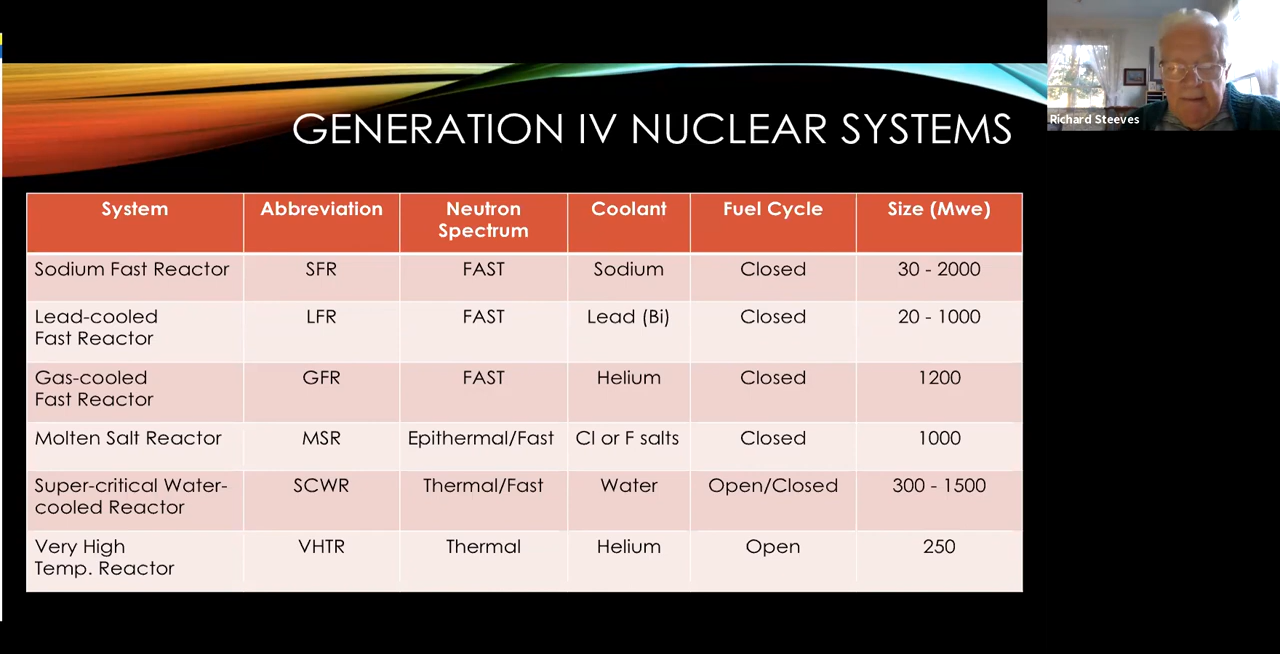 GENERATION IV NUCLEAR SYSTEMS
Richard Steeves
System Abbreviation Neutron Spectrum Coolant Fuel Cycle Size (Mwe)
Sodium Fast Reactor SFR FAST Sodium Closed 30 - 2000
Lead-cooled Fast Reactor LFR FAST Lead (Bi) Closed 20 - 1000
Gas-cooled Fast Reactor GFR FAST Helium Closed 1200
Molten Salt Reactor MSR Epithermal/Fast Cl or F salts Closed 1000
Super-critical Water-cooled Reactor SCWR Thermal/Fast Water Open/Closed 300 - 1500
Very High Temp. Reactor VHTR Thermal Helium Open 250